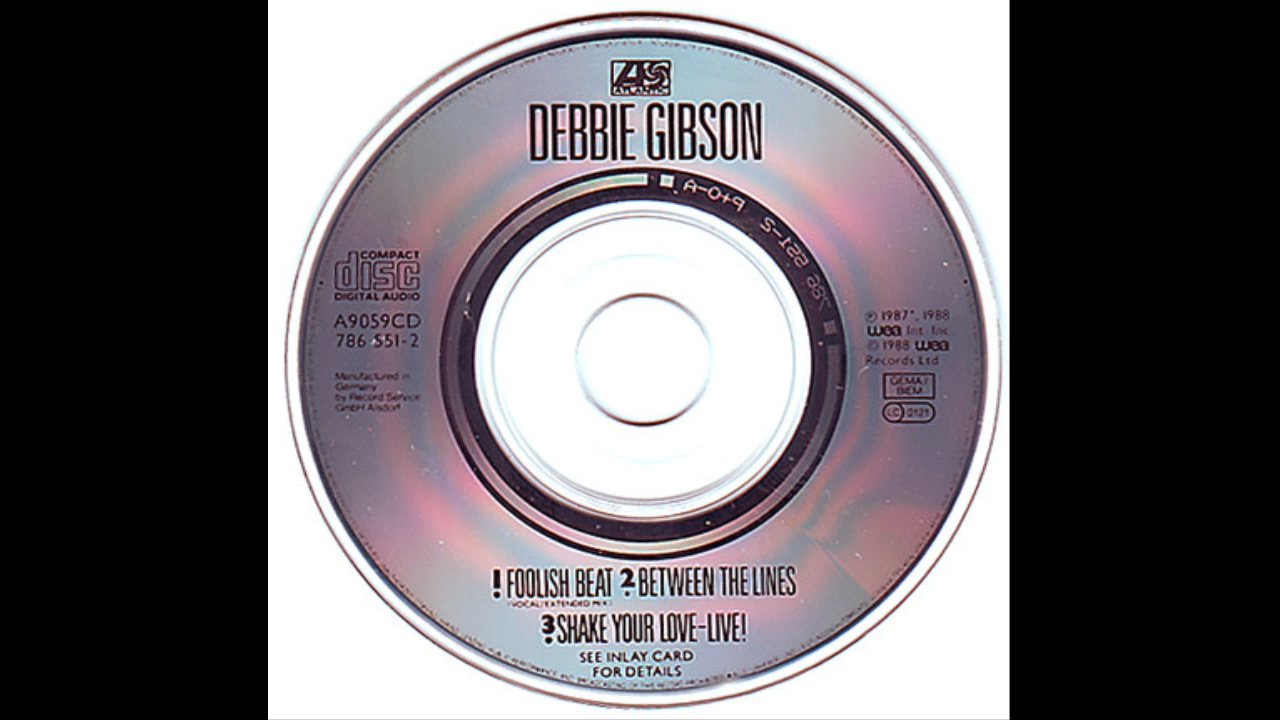 ATLANTIC
DEBBIE GIBSON
786 551-2 A-0+9
COMPACT
disc
DIGITAL AUDIO
A9059CD
786 551-2
Manufactured in
Germany
by Record Service
GmbH Alsdorf
℗ 1987*, 1988
wea Int. Inc.
© 1988 wea
Records Ltd
GEMA/
BIEM
LC 0121
1 FOOLISH BEAT 2 BETWEEN THE LINES
(VOCAL/EXTENDED MIX)
3 SHAKE YOUR LOVE–LIVE!
SEE INLAY CARD
FOR DETAILS